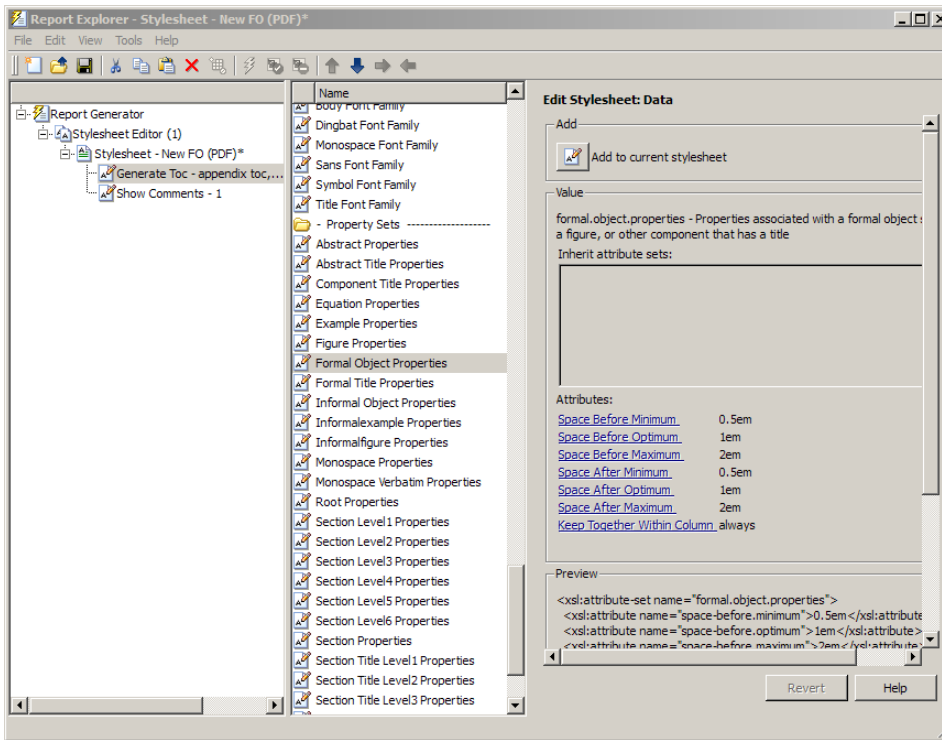 Report Explorer - Stylesheet - New FO (PDF)*
File Edit View Tools Help
Report Generator
Stylesheet Editor (1)
Stylesheet - New FO (PDF)*
Generate Toc - appendix toc,...
Show Comments - 1
Name
Body Font Family
Dingbat Font Family
Monospace Font Family
Sans Font Family
Symbol Font Family
Title Font Family
- Property Sets -------------------
Abstract Properties
Abstract Title Properties
Component Title Properties
Equation Properties
Example Properties
Figure Properties
Formal Object Properties
Formal Title Properties
Informal Object Properties
Informalexample Properties
Informalfigure Properties
Monospace Properties
Monospace Verbatim Properties
Root Properties
Section Level1 Properties
Section Level2 Properties
Section Level3 Properties
Section Level4 Properties
Section Level5 Properties
Section Level6 Properties
Section Properties
Section Title Level1 Properties
Section Title Level2 Properties
Section Title Level3 Properties
Edit Stylesheet: Data
Add
Add to current stylesheet
Value
formal.object.properties - Properties associated with a formal object
a figure, or other component that has a title
Inherit attribute sets:
Attributes:
Space Before Minimum 0.5em
Space Before Optimum 1em
Space Before Maximum 2em
Space After Minimum 0.5em
Space After Optimum 1em
Space After Maximum 2em
Keep Together Within Column always
Preview
<xsl:attribute-set name="formal.object.properties">
<xsl:attribute name="space-before.minimum">0.5em</xsl:attribute
<xsl:attribute name="space-before.optimum">1em</xsl:attribute>
<xsl:attribute name="space-before.maximum">2em</xsl:attribute
Revert Help